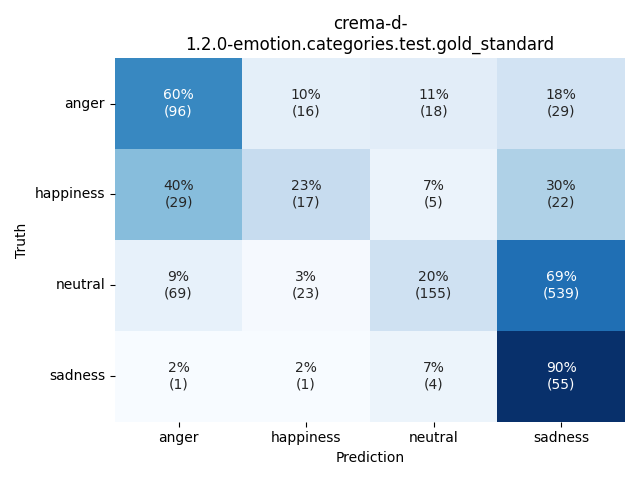 crema-d-
1.2.0-emotion.categories.test.gold_standard
Truth
anger
60% 10% 11% 18%
(96) (16) (18) (29)
happiness
40% 23% 7% 30%
(29) (17) (5) (22)
neutral
9% 3% 20% 69%
(69) (23) (155) (539)
sadness
2% 2% 7% 90%
(1) (1) (4) (55)
anger happiness neutral sadness
Prediction